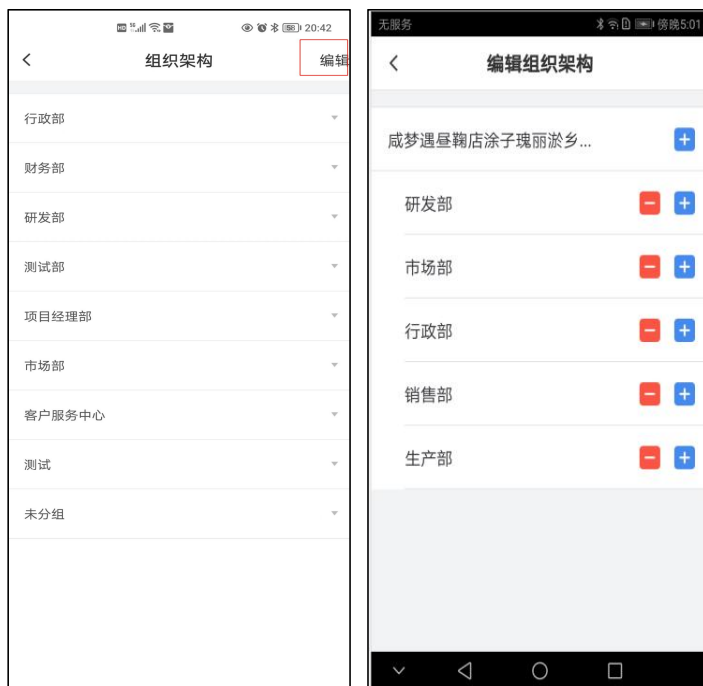 HD 5G 58 20:42
组织架构 编辑
行政部
财务部
研发部
测试部
项目经理部
市场部
客户服务中心
测试
未分组
无服务 傍晚5:01
编辑组织架构
咸梦遇昼鞠店涂子瑰丽淤乡...
研发部
市场部
行政部
销售部
生产部